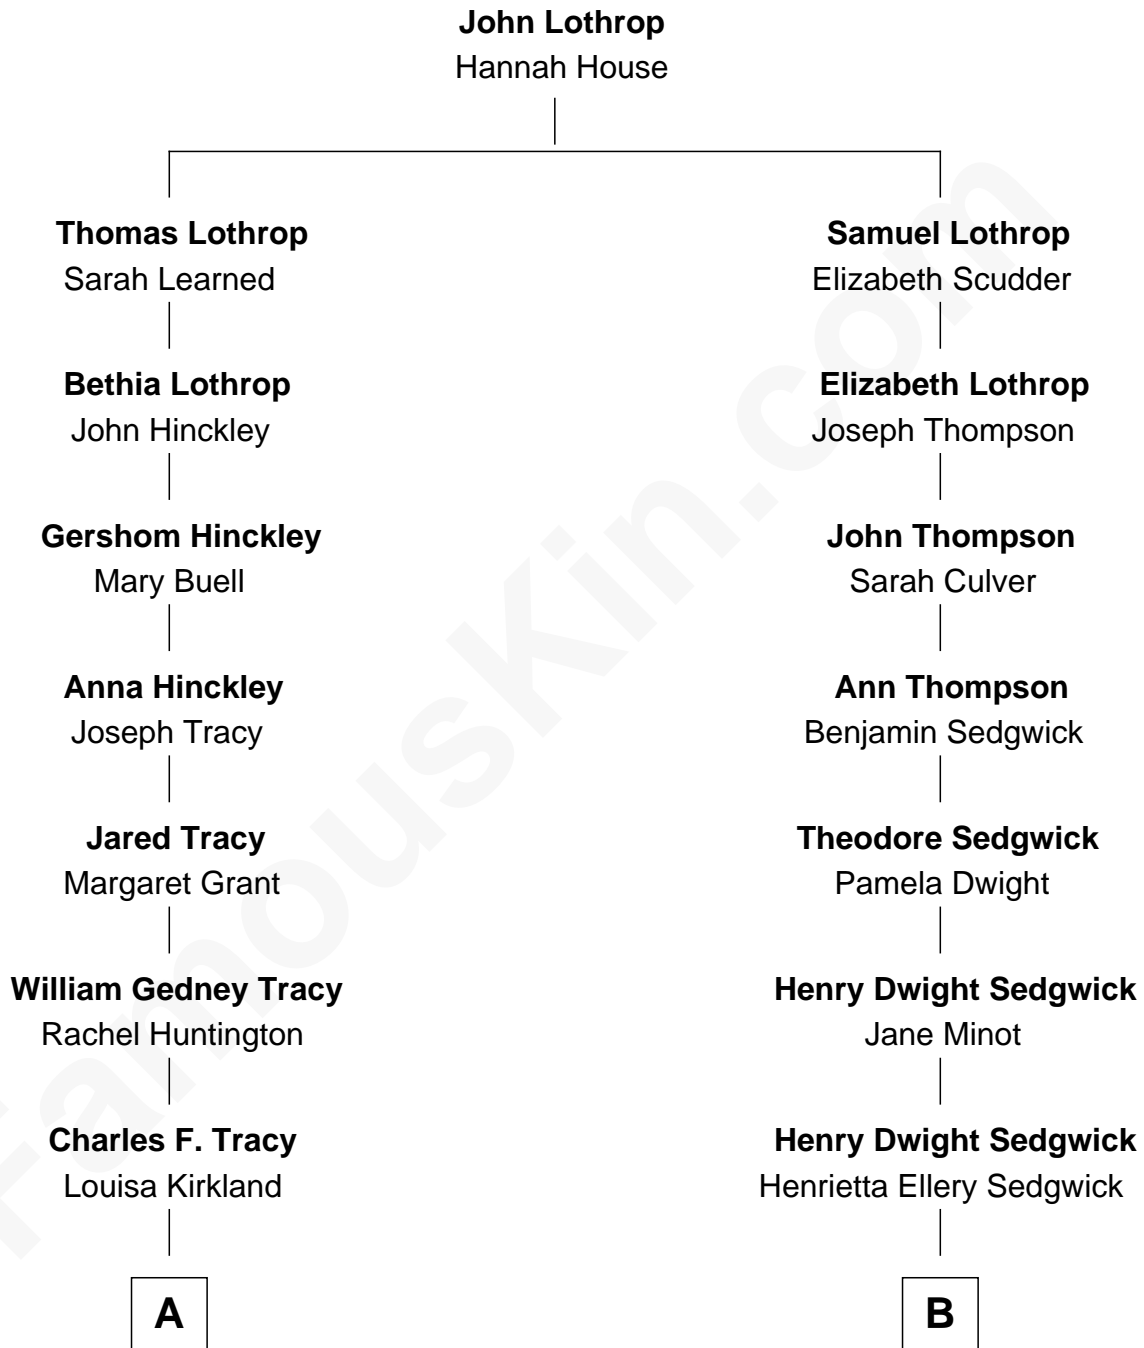 John Lothrop
Hannah House
Thomas Lothrop
Sarah Learned
Samuel Lothrop
Elizabeth Scudder
Bethia Lothrop
John Hinckley
Elizabeth Lothrop
Joseph Thompson
Gershom Hinckley
Mary Buell
John Thompson
Sarah Culver
Anna Hinckley
Joseph Tracy
Ann Thompson
Benjamin Sedgwick
Jared Tracy
Margaret Grant
Theodore Sedgwick
Pamela Dwight
William Gedney Tracy
Rachel Huntington
Henry Dwight Sedgwick
Jane Minot
Charles F. Tracy
Louisa Kirkland
Henry Dwight Sedgwick
Henrietta Ellery Sedgwick
A
B
FamousKin.com